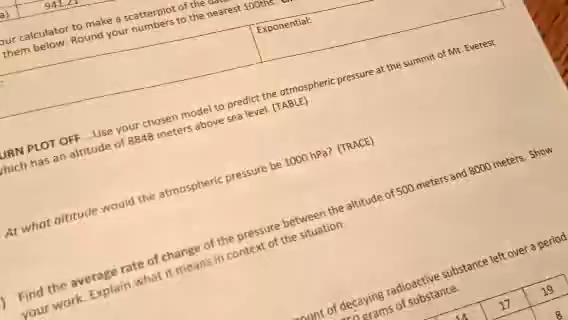 a) 941.21
our calculator to make a scatterplot of the
them below. Round your numbers to the nearest 100ths.
Exponential:
URN PLOT OFF...Use your chosen model to predict the atmospheric pressure at the summit of Mt. Everest
which has an altitude of 8848 meters above sea level. (TABLE)
At what altitude would the atmospheric pressure be 1000 hPa? (TRACE)
) Find the average rate of change of the pressure between the altitude of 500 meters and 8000 meters. Show
your work. Explain what it means in context of the situation.
ount of decaying radioactive substance left over a period
grams of substance.
14 17 19
8